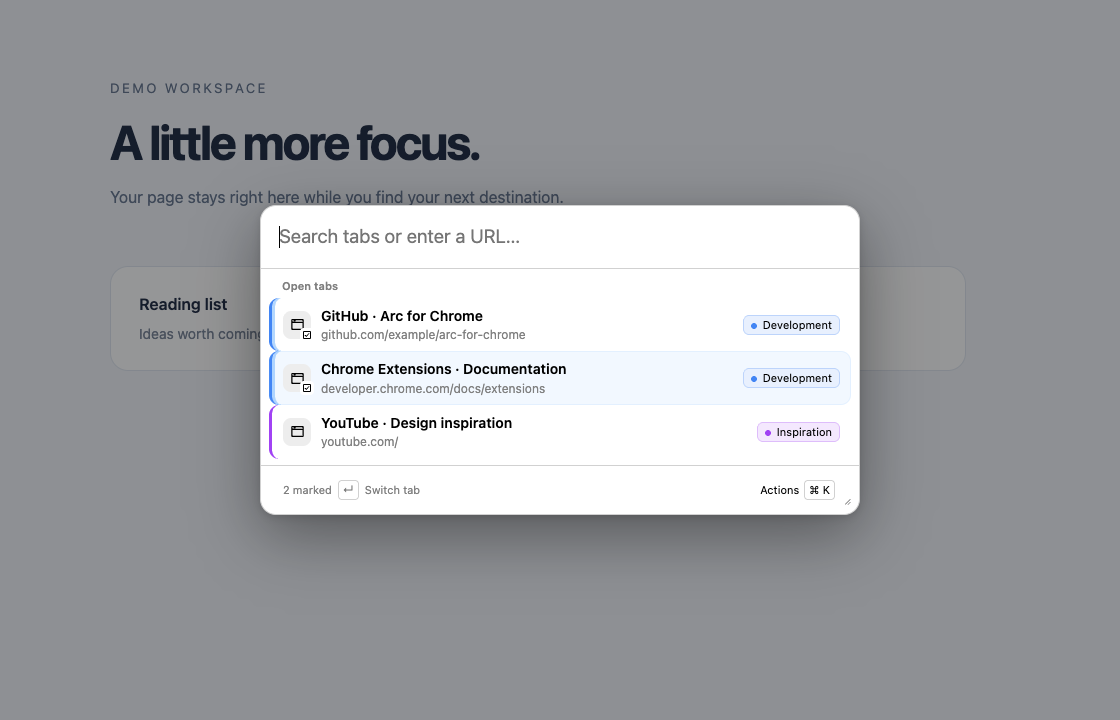 DEMO WORKSPACE
A little more focus.
Your page stays right here while you find your next destination.
Reading list
Ideas worth coming
Search tabs or enter a URL...
Open tabs
GitHub · Arc for Chrome
github.com/example/arc-for-chrome
Development
Chrome Extensions · Documentation
developer.chrome.com/docs/extensions
Development
YouTube · Design inspiration
youtube.com/
Inspiration
2 marked ↵ Switch tab
Actions ⌘ K